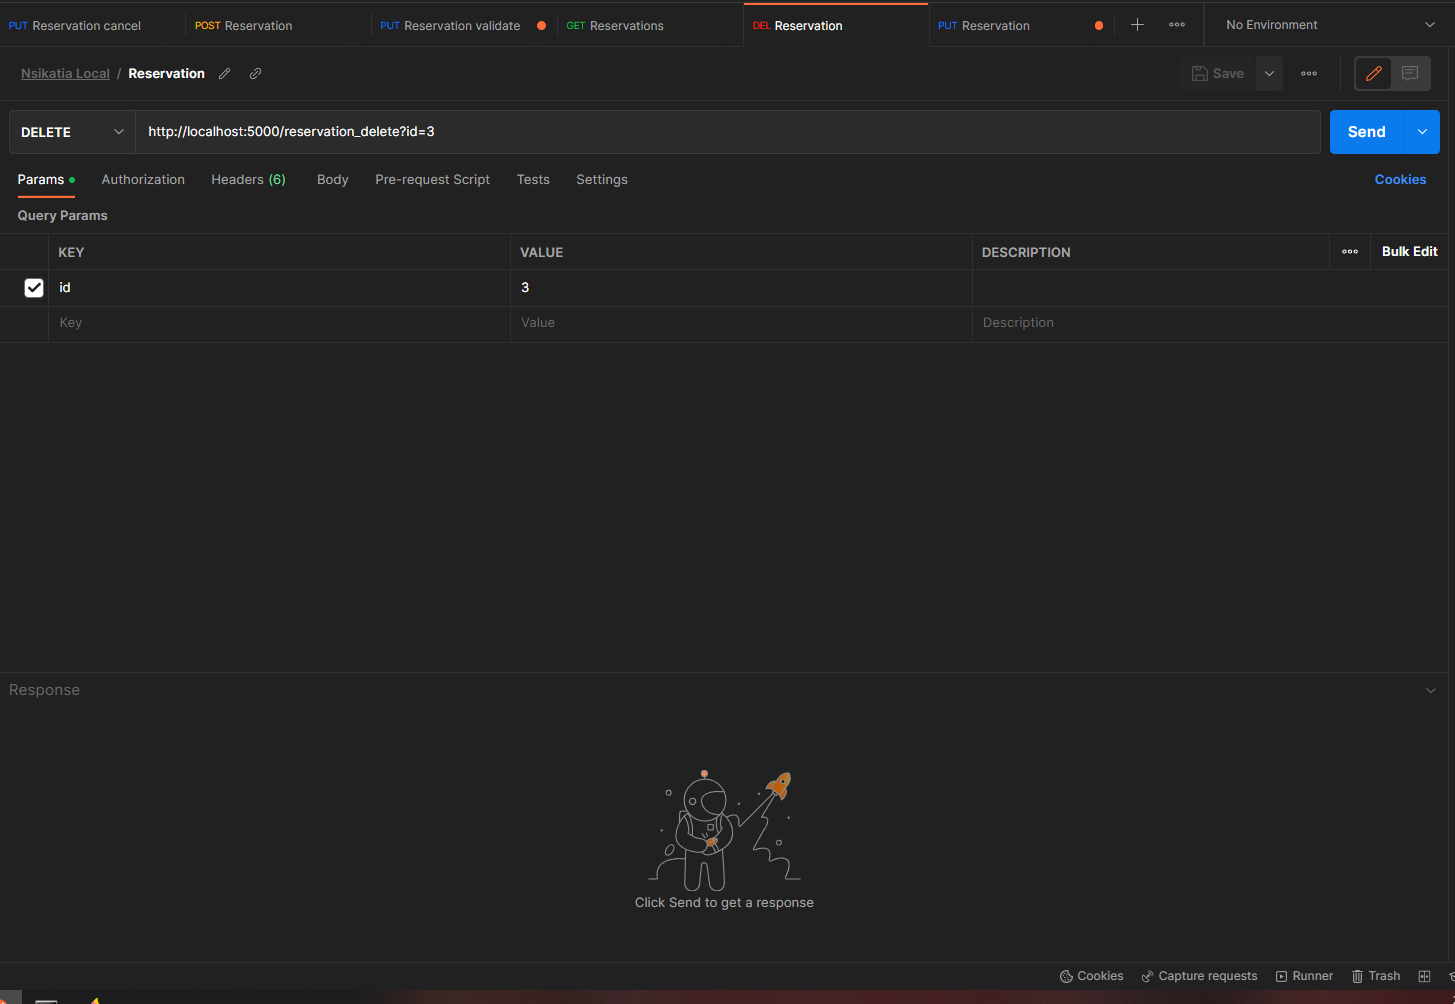 PUT Reservation cancel POST Reservation PUT Reservation validate GET Reservations DEL Reservation PUT Reservation No Environment
Nsikatia Local / Reservation Save
DELETE http://localhost:5000/reservation_delete?id=3 Send
Params Authorization Headers (6) Body Pre-request Script Tests Settings Cookies
Query Params
KEY VALUE DESCRIPTION Bulk Edit
id 3
Key Value Description
Response
Click Send to get a response
Cookies Capture requests Runner Trash